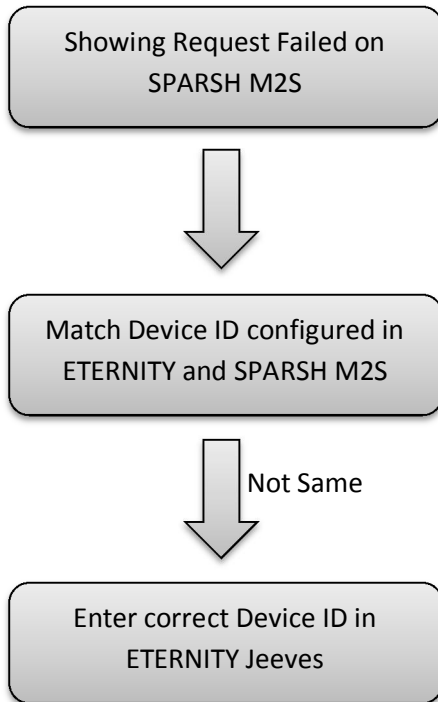 Showing Request Failed on
SPARSH M2S
Match Device ID configured in
ETERNITY and SPARSH M2S
Not Same
Enter correct Device ID in
ETERNITY Jeeves